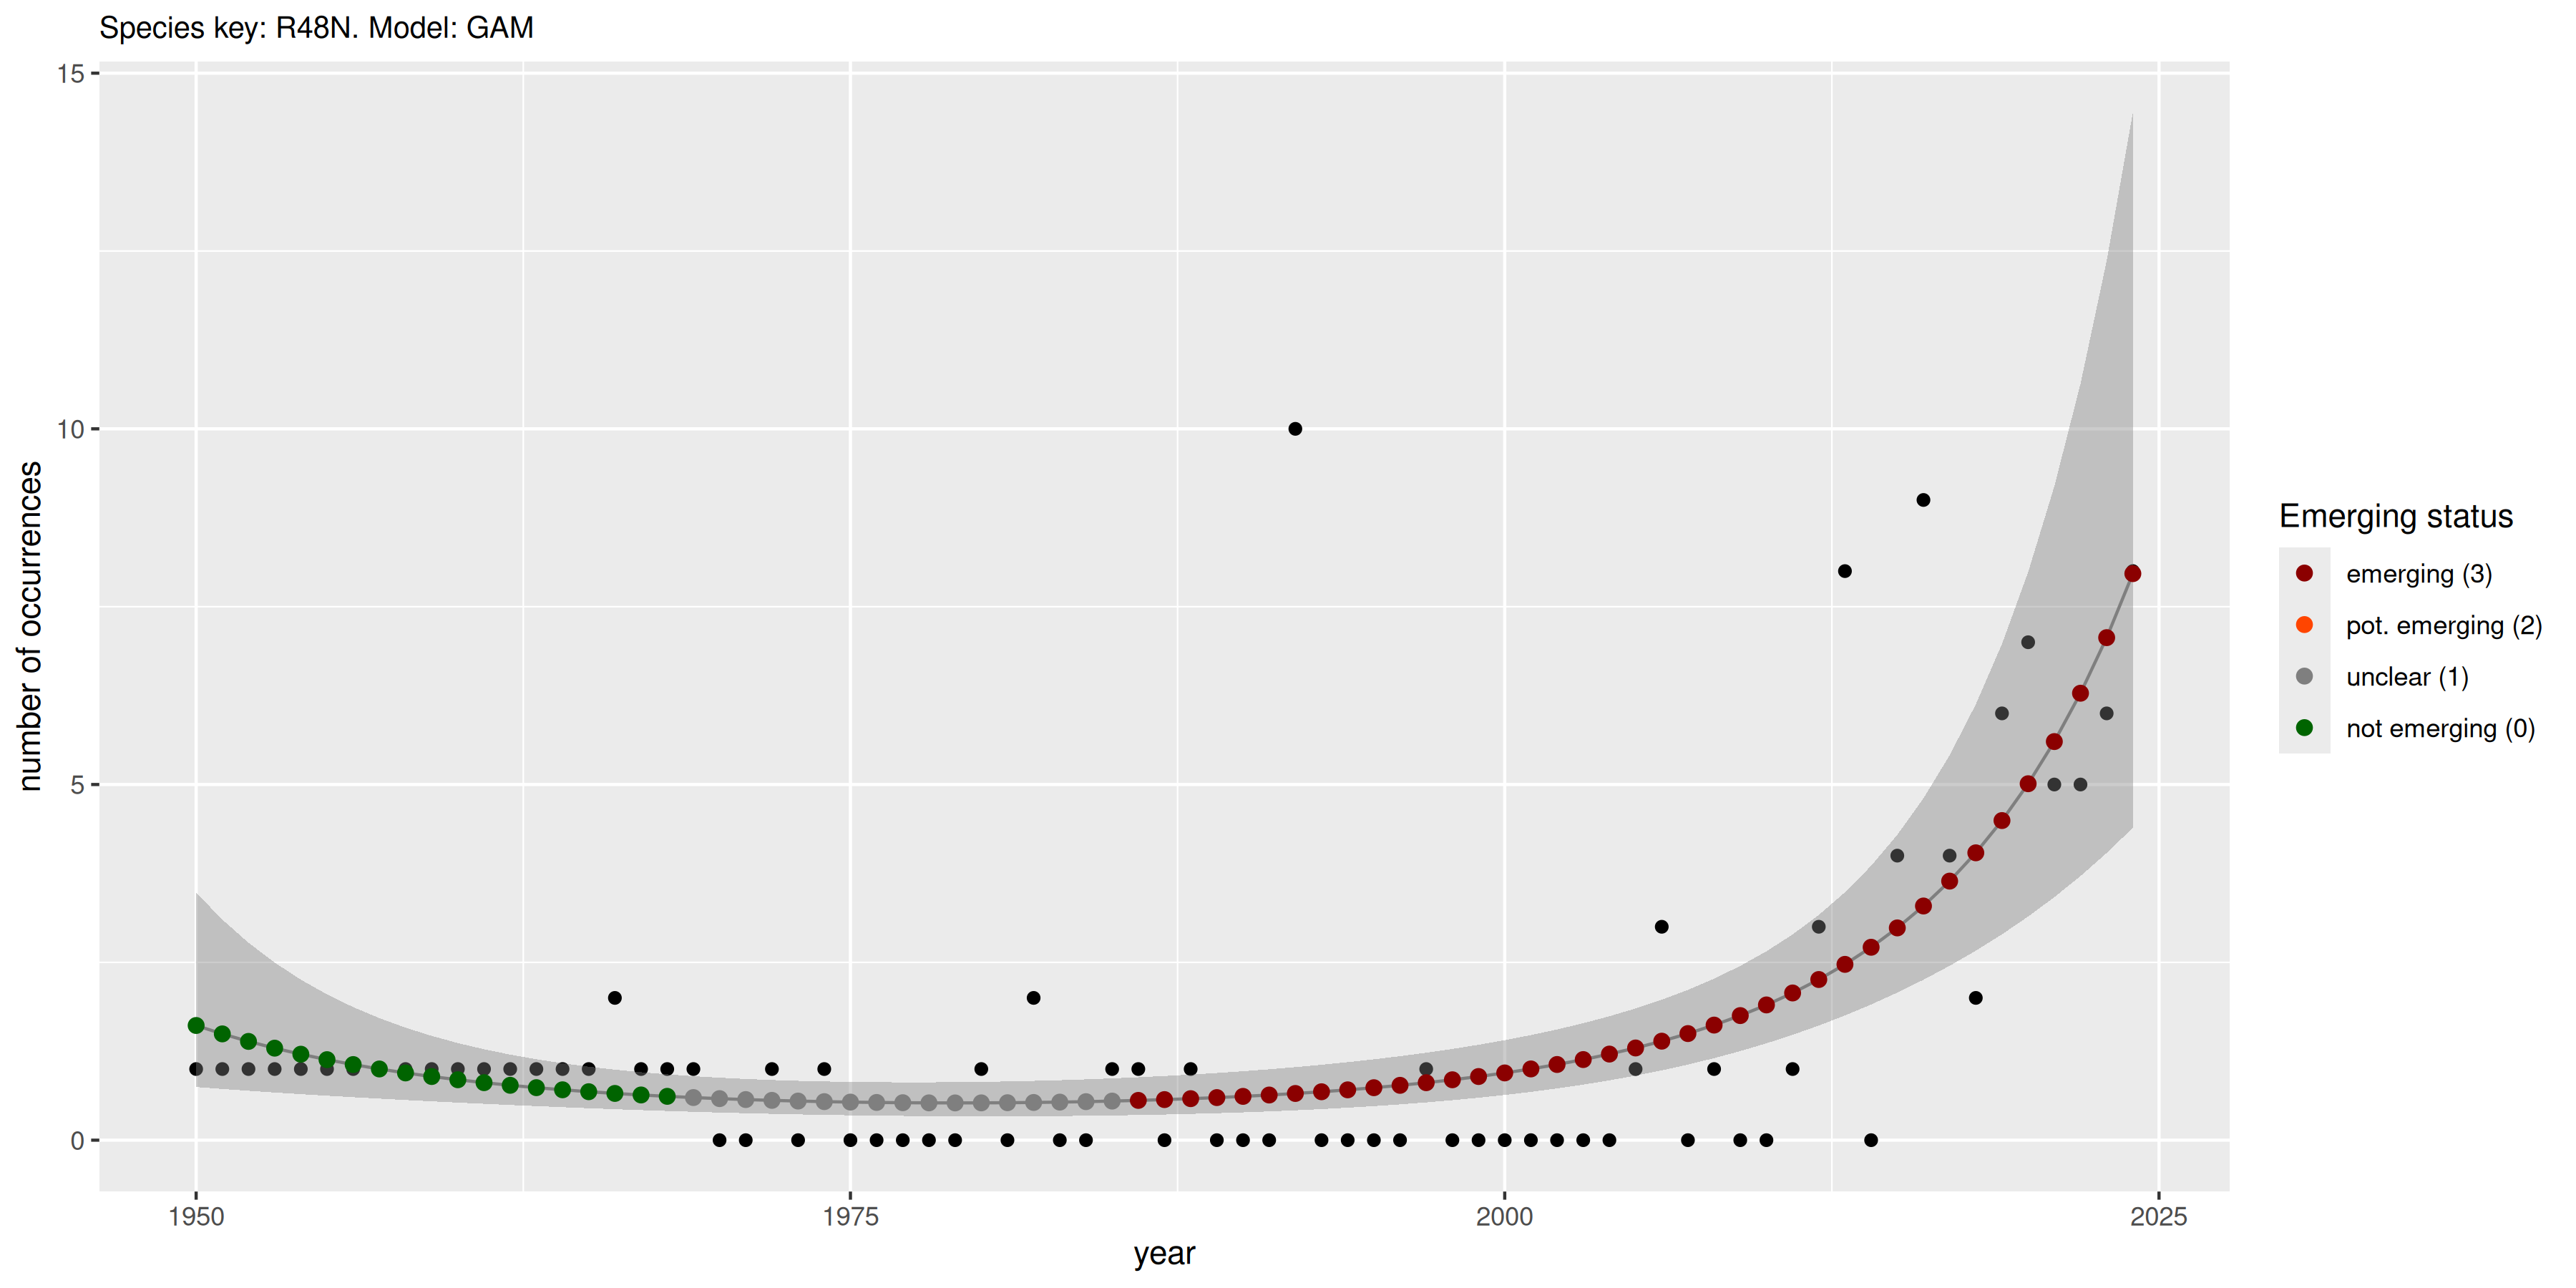 Species key: R48N. Model: GAM
15
10
5
0
number of occurrences
1950
1975
2000
2025
year
Emerging status
emerging (3)
pot. emerging (2)
unclear (1)
not emerging (0)